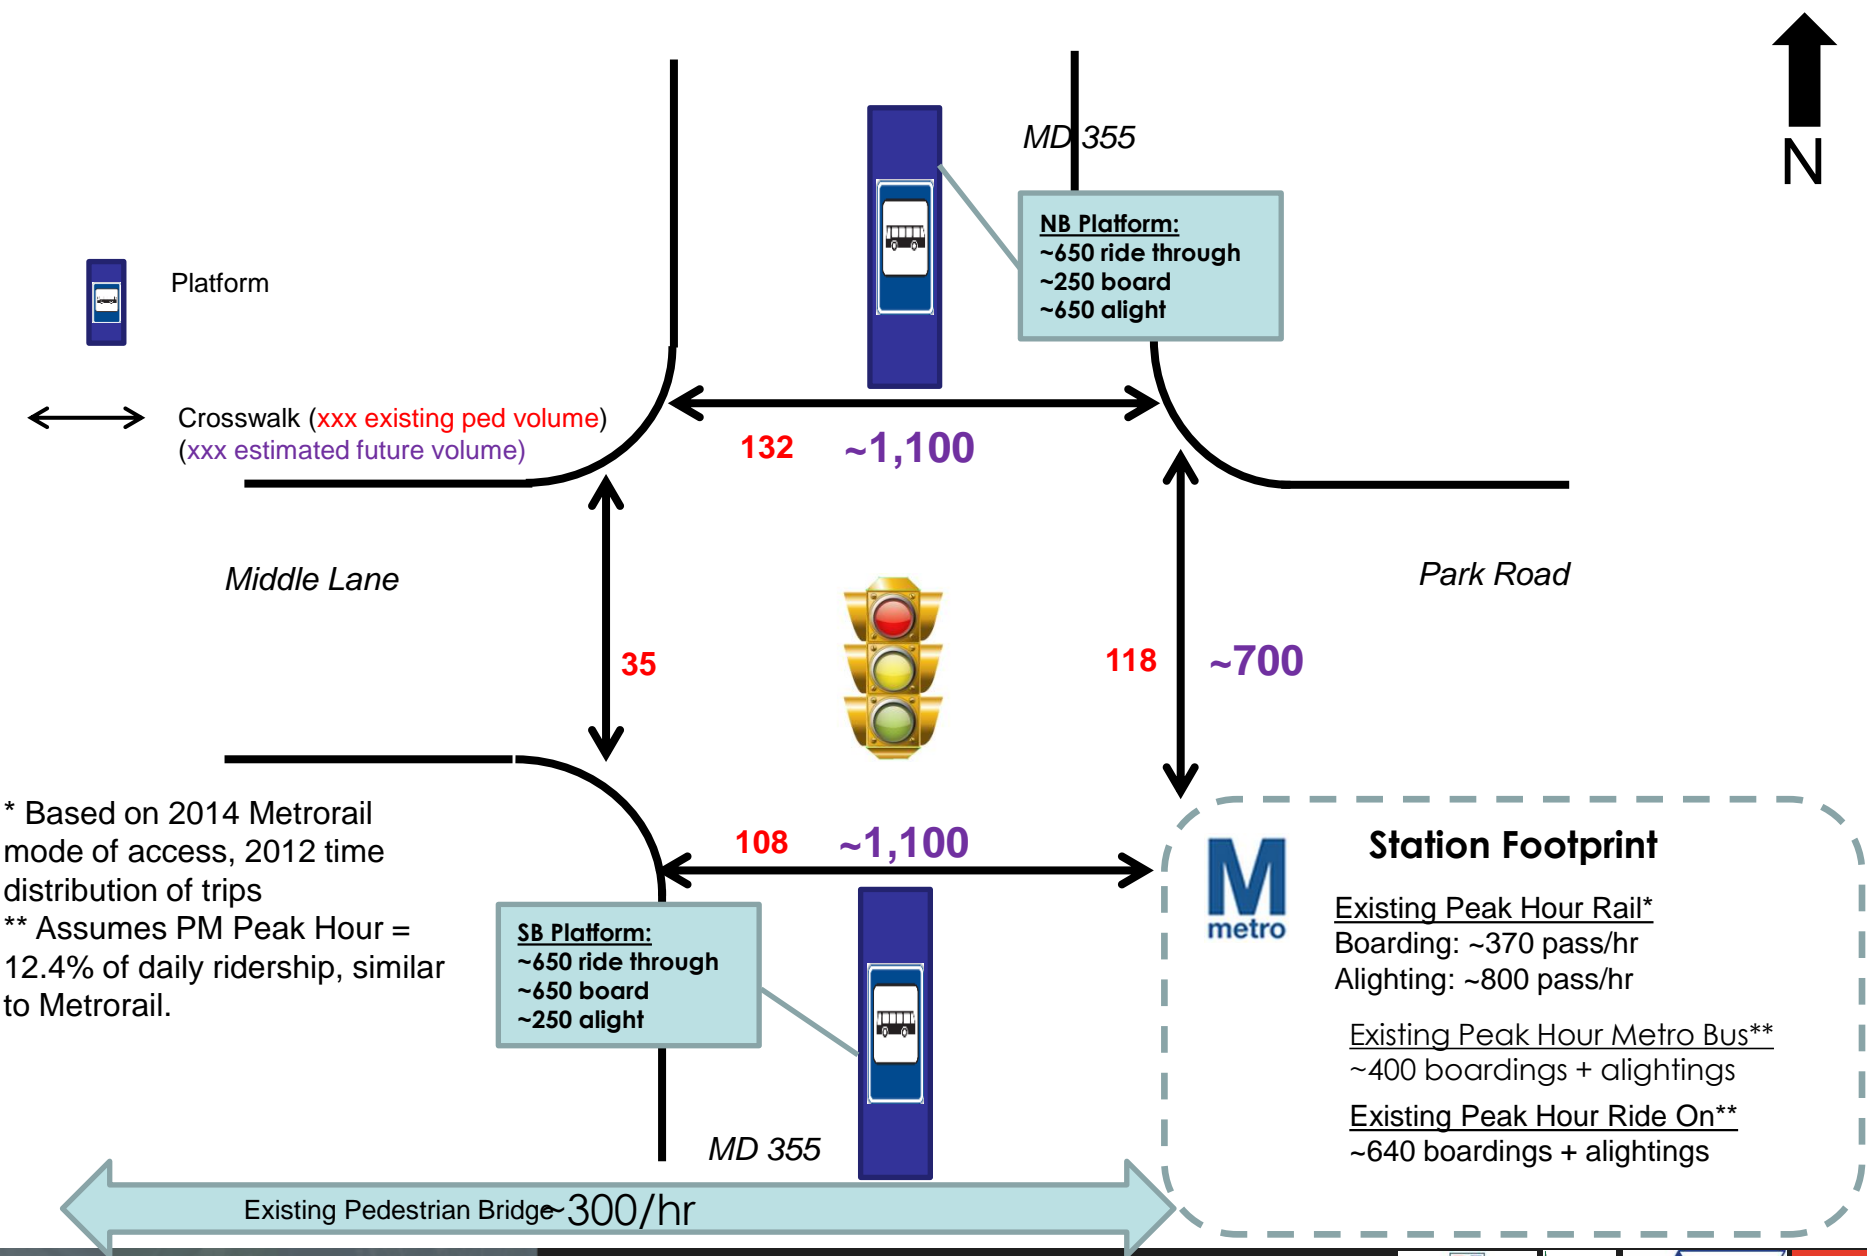 N
MD 355
NB Platform:
~650 ride through
~250 board
~650 alight
Platform
Crosswalk (xxx existing ped volume)
(xxx estimated future volume)
132 ~1,100
Middle Lane
Park Road
35
118 ~700
* Based on 2014 Metrorail
mode of access, 2012 time
distribution of trips
** Assumes PM Peak Hour =
12.4% of daily ridership, similar
to Metrorail.
108 ~1,100
SB Platform:
~650 ride through
~650 board
~250 alight
MD 355
M
metro
Station Footprint
Existing Peak Hour Rail*
Boarding: ~370 pass/hr
Alighting: ~800 pass/hr
Existing Peak Hour Metro Bus**
~400 boardings + alightings
Existing Peak Hour Ride On**
~640 boardings + alightings
Existing Pedestrian Bridge ~300/hr